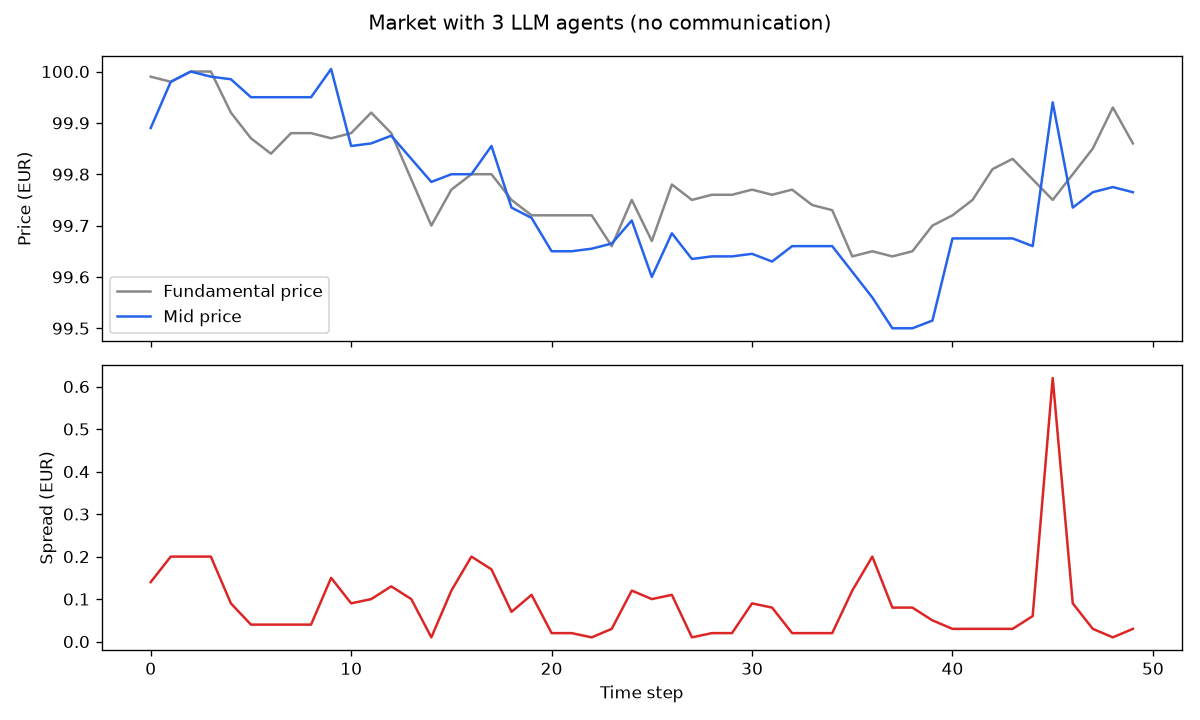 Market with 3 LLM agents (no communication)
Price (EUR)
100.0
99.9
99.8
99.7
99.6
99.5
Fundamental price
Mid price
Spread (EUR)
0.6
0.5
0.4
0.3
0.2
0.1
0.0
0 10 20 30 40 50
Time step